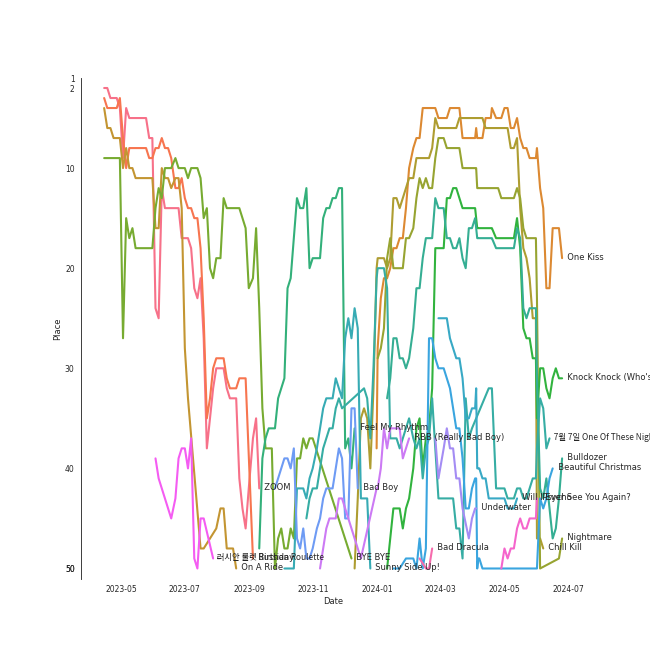 1
2
10
20
30
40
50
Place
One Kiss
Knock Knock (Who's
Feel My Rhythm
RBB (Really Bad Boy)
7월 7일 One Of These Nigh
Bulldozer
Beautiful Christmas
ZOOM
Bad Boy
Underwater
Will I Ever See You Again?
Nightmare
Bad Dracula
Chill Kill
러시안 룰렛 Russian Roulette
BYE BYE
On A Ride
Sunny Side Up!
2023-05
2023-07
2023-09
2023-11
2024-01
2024-03
2024-05
2024-07
Date